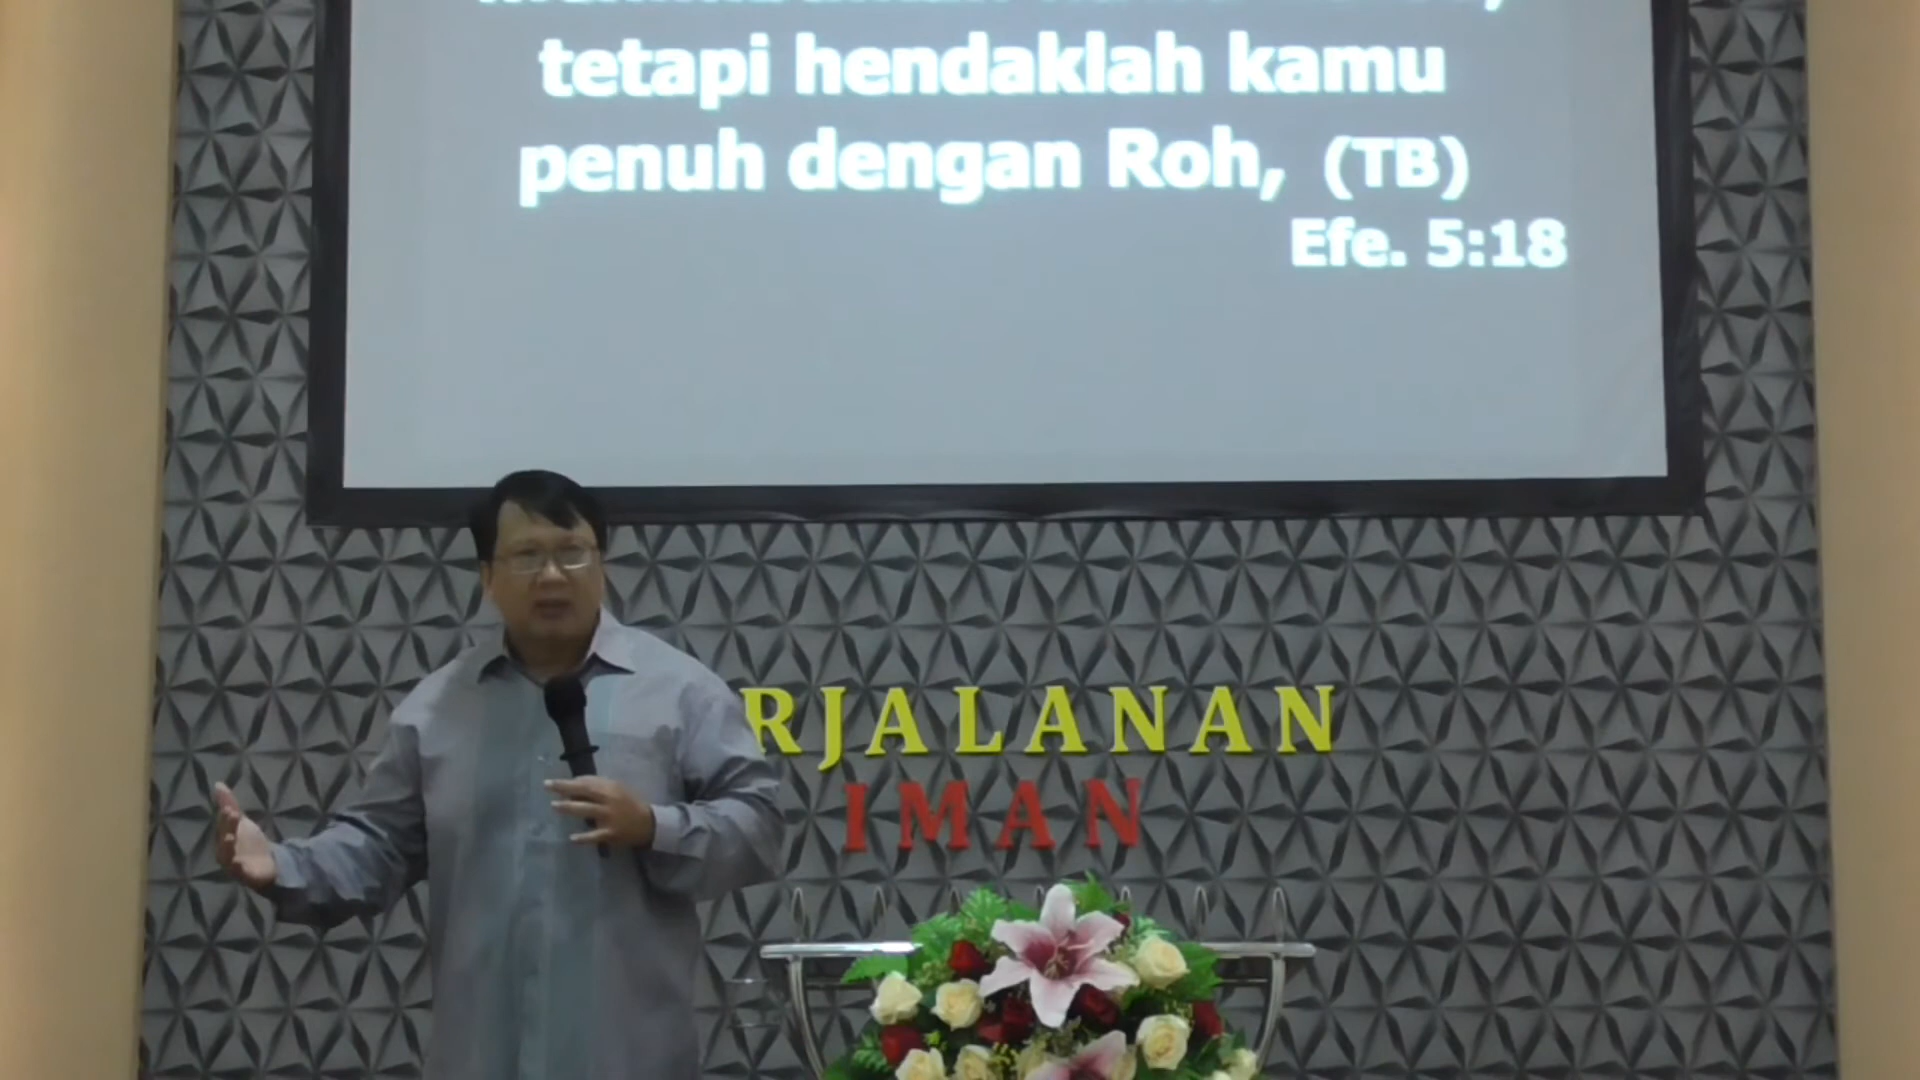 tetapi hendaklah kamu
penuh dengan Roh, (TB)
Efe. 5:18
RJALANAN
IMAN